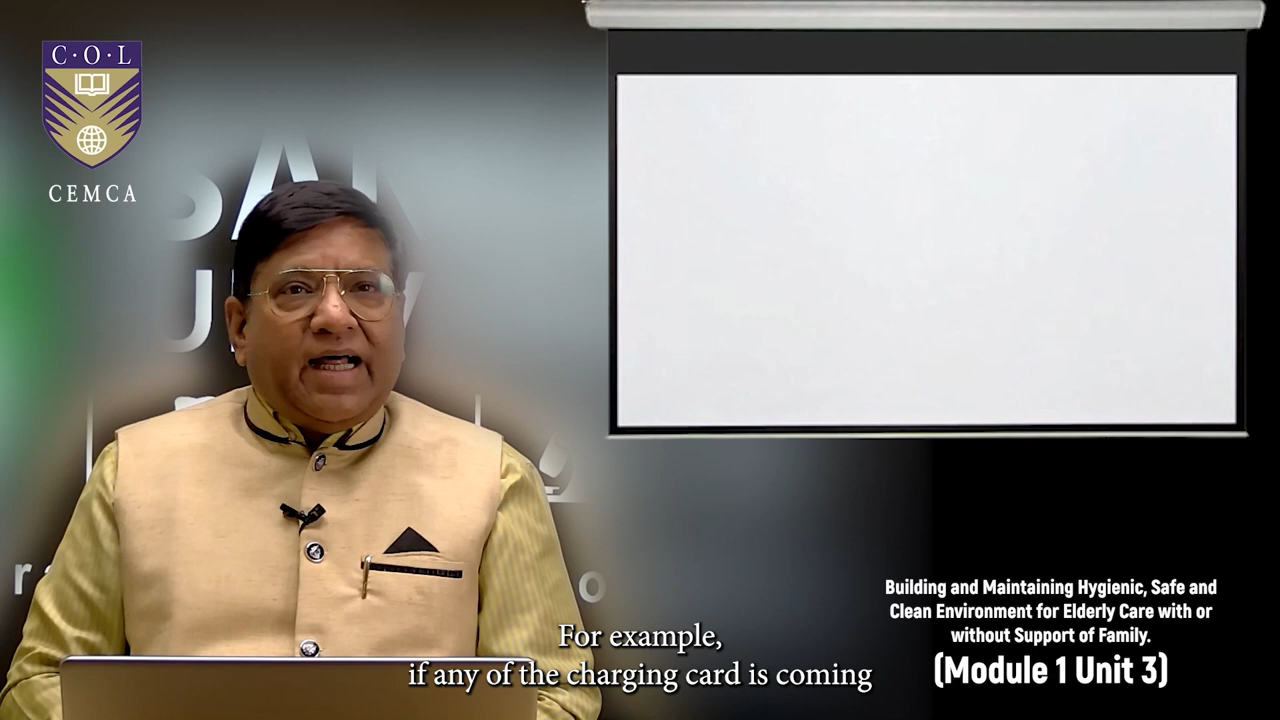 C·O·L
CEMCA
SAR
Building and Maintaining Hygienic, Safe and
Clean Environment for Elderly Care with or
without Support of Family.
(Module 1 Unit 3)
For example,
if any of the charging card is coming